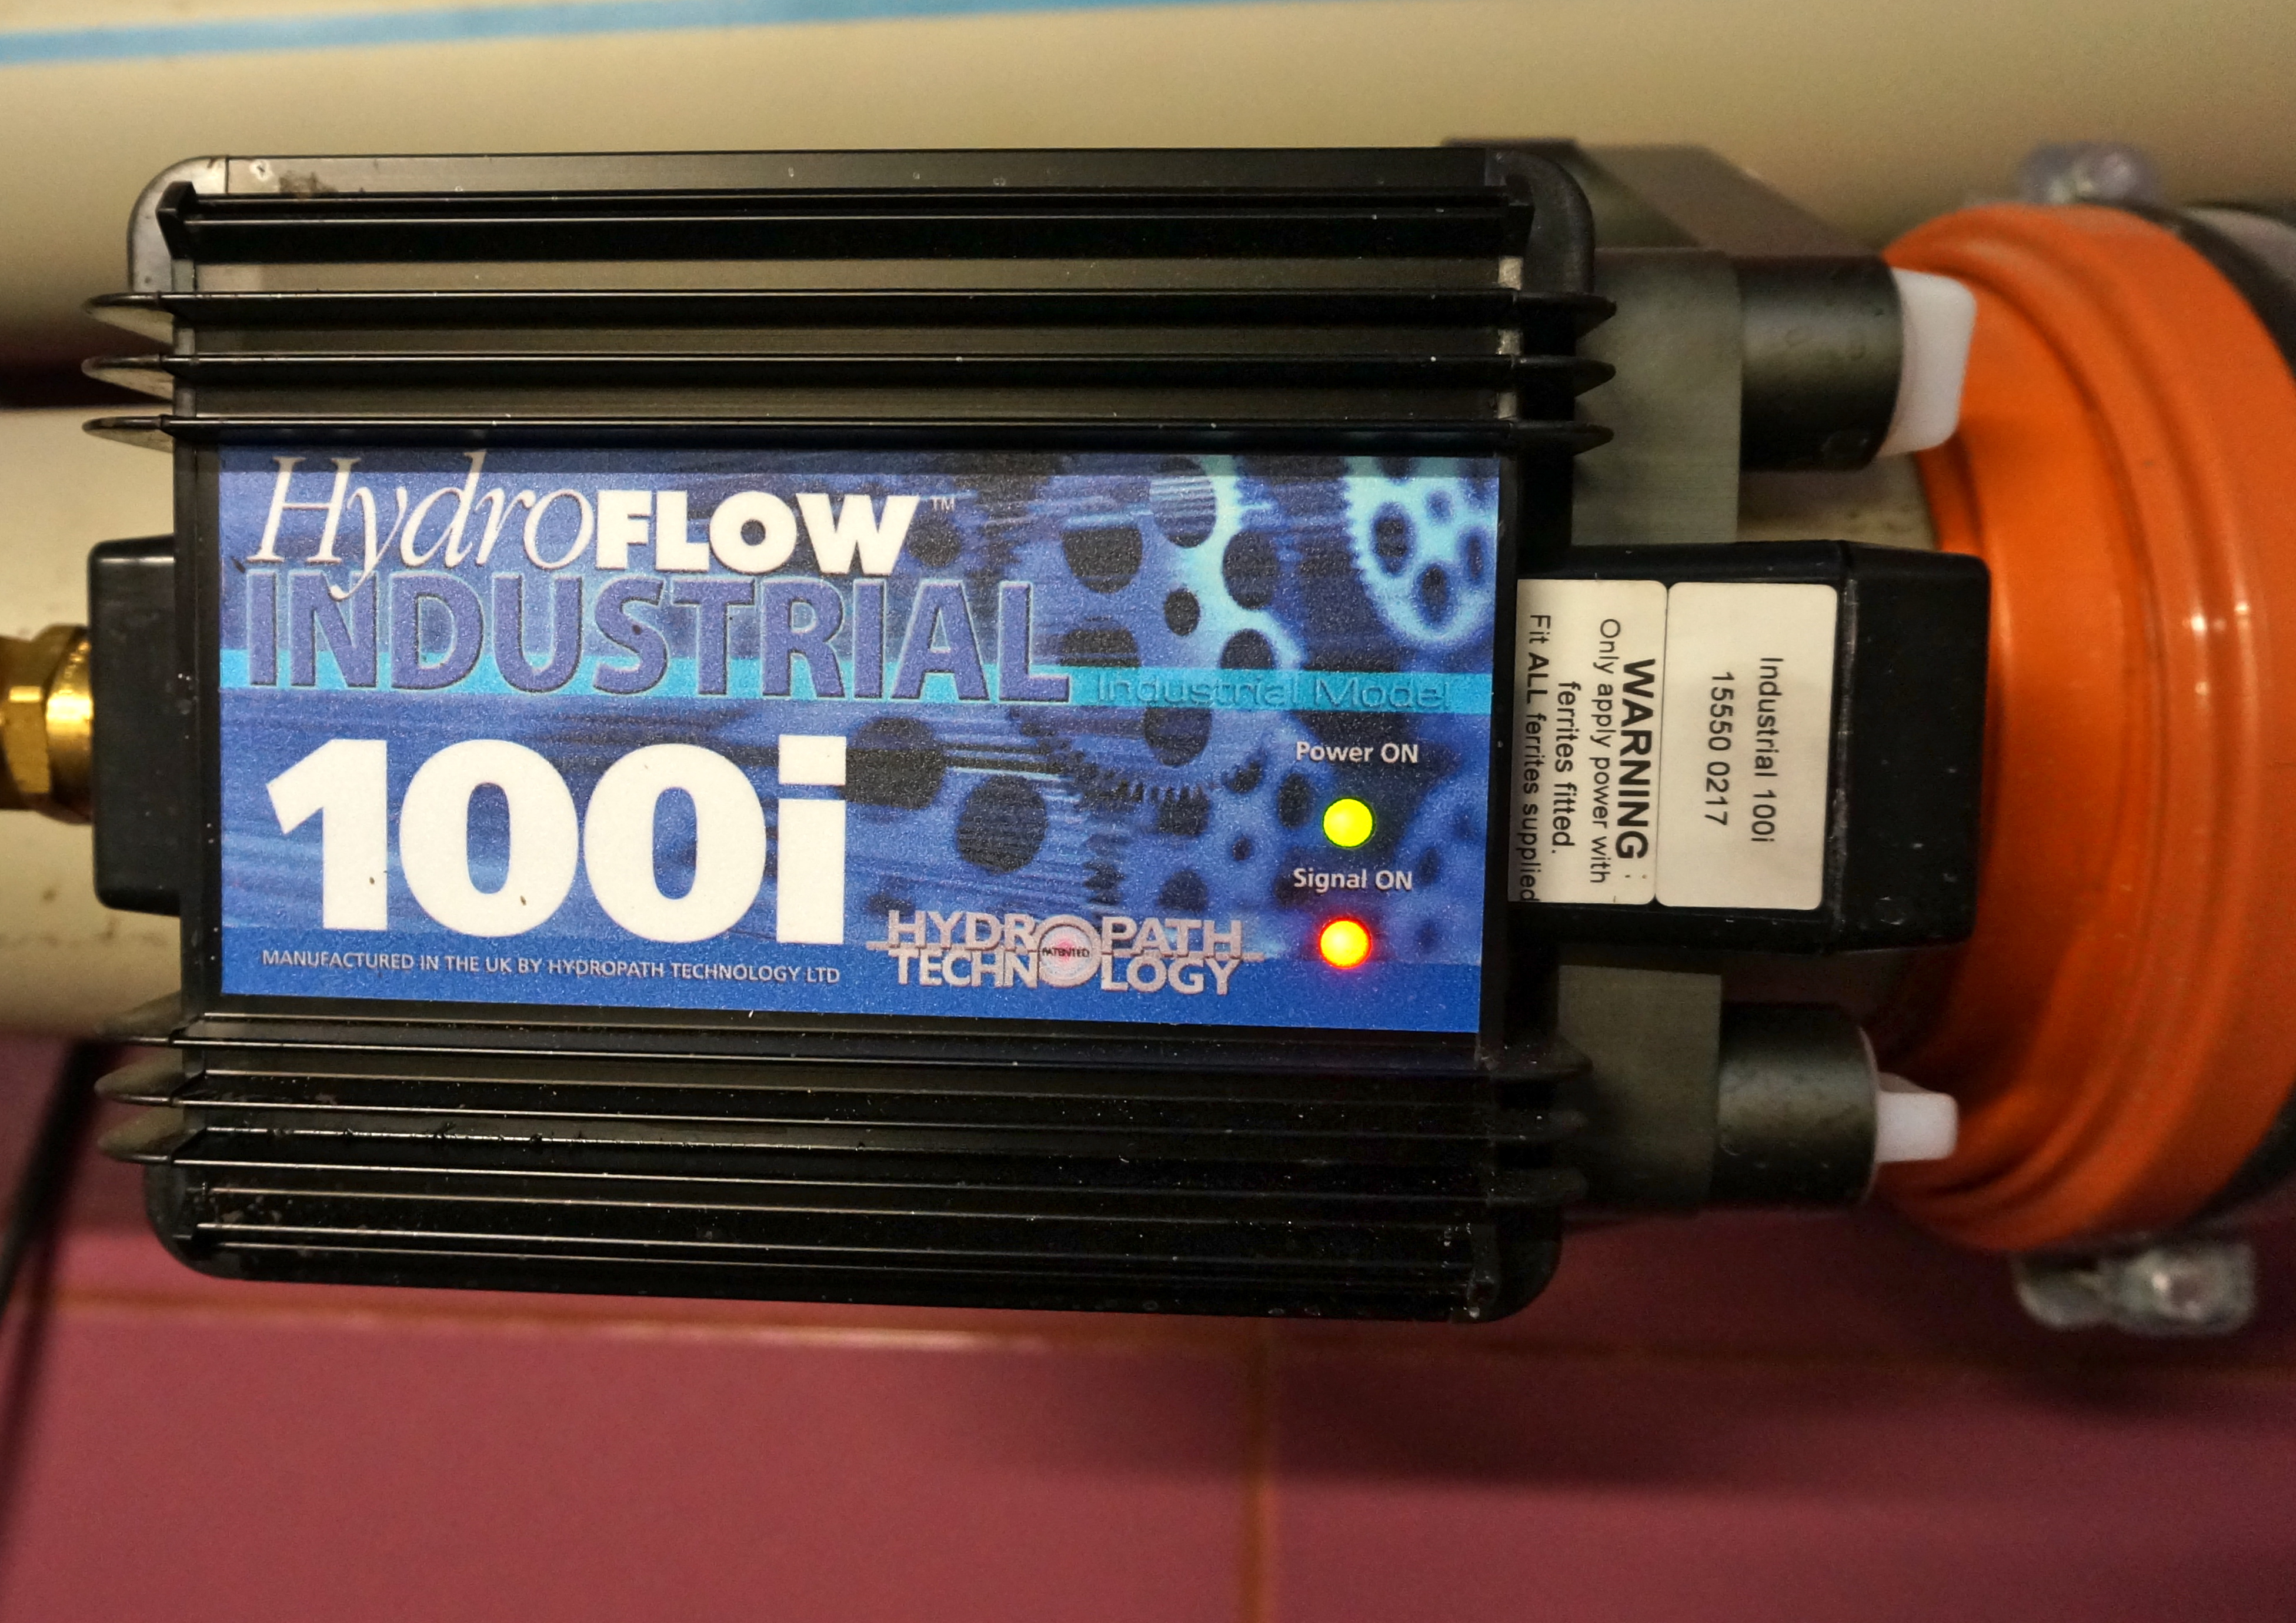 HydroFLOW™
INDUSTRIAL
Industrial Model
100i
Power ON
Signal ON
HYDROPATH
TECHNOLOGY
PATENTED
MANUFACTURED IN THE UK BY HYDROPATH TECHNOLOGY LTD
Industrial 100i
15550 0217
WARNING :
Only apply power with
ferrites fitted.
Fit ALL ferrites supplied